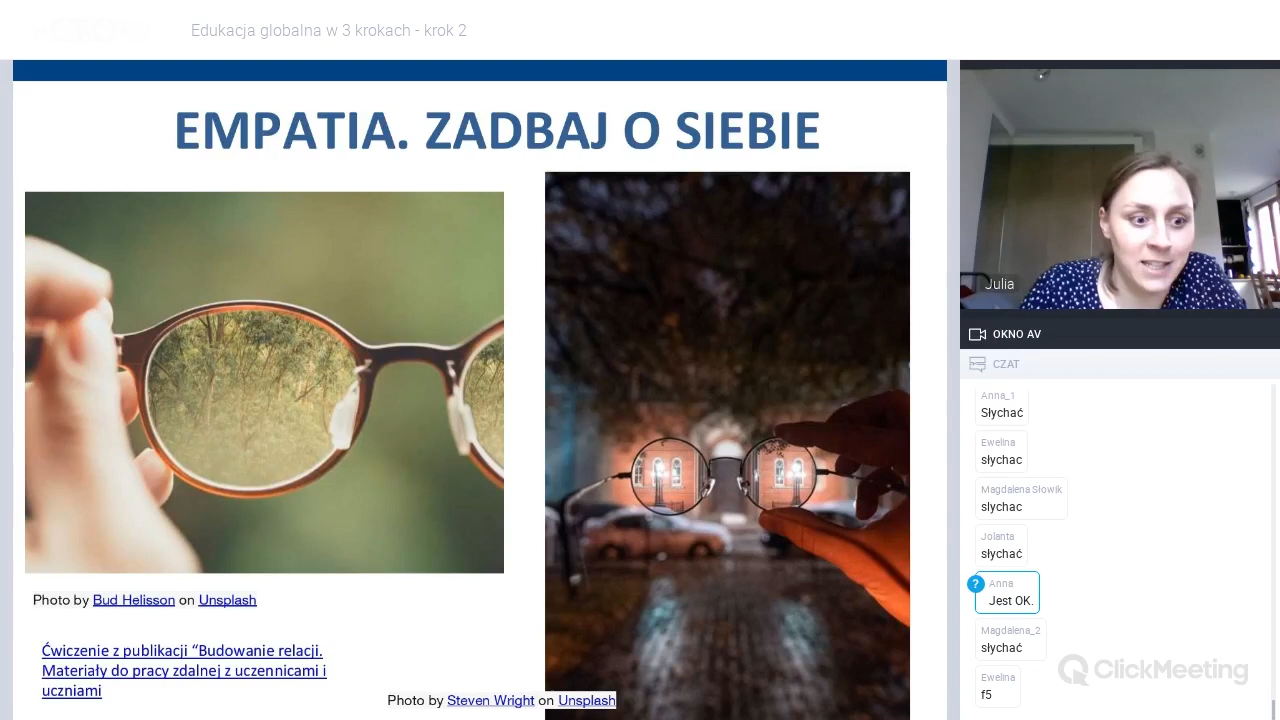 Edukacja globalna w 3 krokach - krok 2
EMPATIA. ZADBAJ O SIEBIE
Photo by Bud Helisson on Unsplash
Ćwiczenie z publikacji “Budowanie relacji.
Materiały do pracy zdalnej z uczennicami i
uczniami
Photo by Steven Wright on Unsplash
Julia
OKNO AV
CZAT
Anna_1
Słychać
Ewelina
słychac
Magdalena Słowik
slychac
Jolanta
słychać
?
Anna
Jest OK.
Magdalena_2
słychać
Ewelina
f5
ClickMeeting